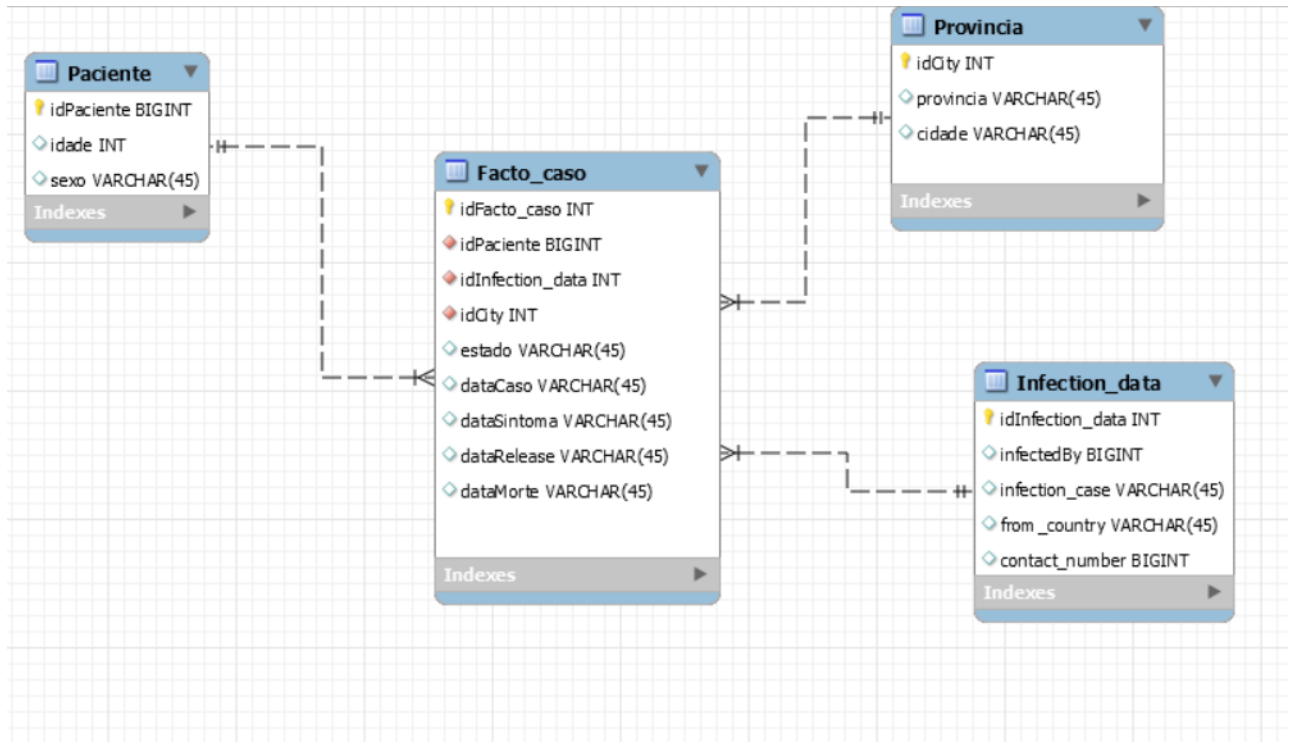 Paciente
idPaciente BIGINT
idade INT
sexo VARCHAR(45)
Indexes
Facto_caso
idFacto_caso INT
idPaciente BIGINT
idInfection_data INT
idCity INT
estado VARCHAR(45)
dataCaso VARCHAR(45)
dataSintoma VARCHAR(45)
dataRelease VARCHAR(45)
dataMorte VARCHAR(45)
Indexes
Provincia
idCity INT
provincia VARCHAR(45)
cidade VARCHAR(45)
Indexes
Infection_data
idInfection_data INT
infectedBy BIGINT
infection_case VARCHAR(45)
from_country VARCHAR(45)
contact_number BIGINT
Indexes